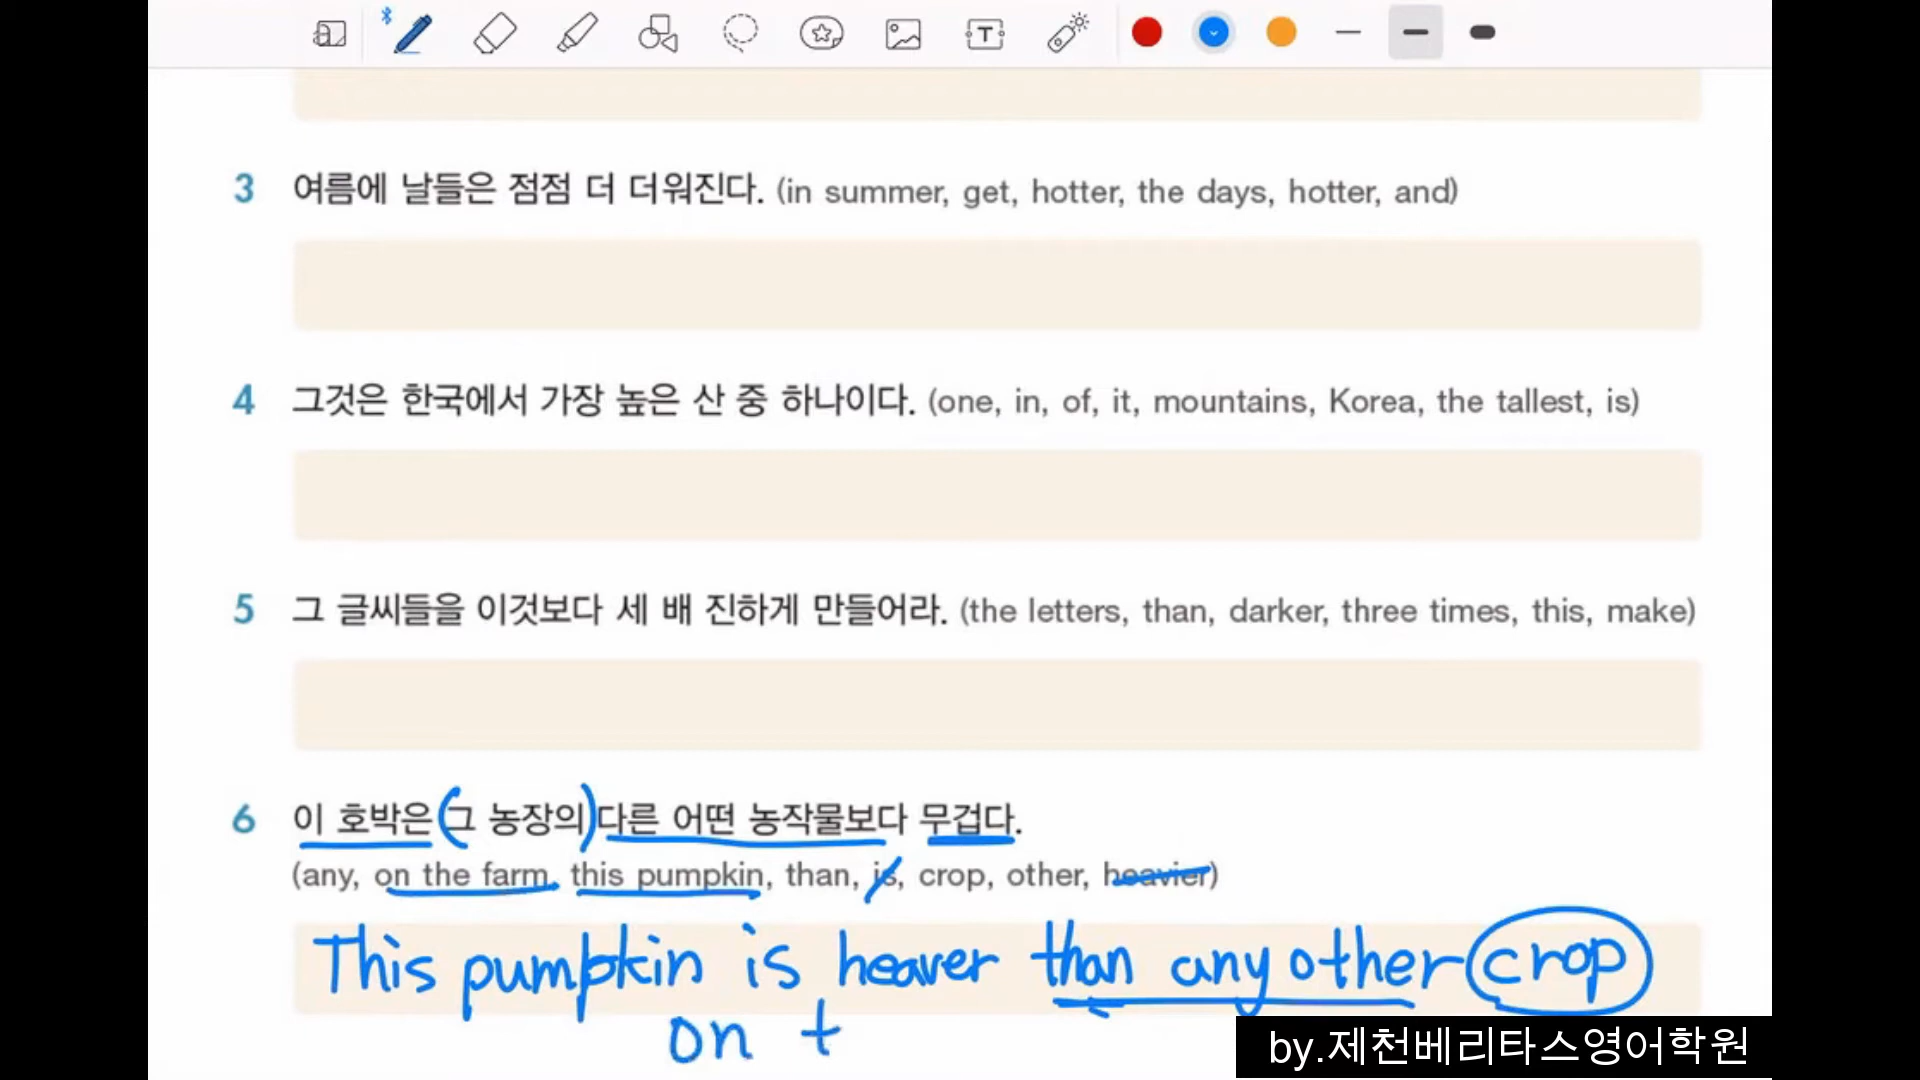 3 여름에 날들은 점점 더 더워진다. (in summer, get, hotter, the days, hotter, and)
4 그것은 한국에서 가장 높은 산 중 하나이다. (one, in, of, it, mountains, Korea, the tallest, is)
5 그 글씨들을 이것보다 세 배 진하게 만들어라. (the letters, than, darker, three times, this, make)
6 이 호박은 (그 농장의) 다른 어떤 농작물보다 무겁다.
(any, on the farm, this pumpkin, than, is, crop, other, heavier)
This pumpkin is heaver than any other crop
on t
by.제천베리타스영어학원